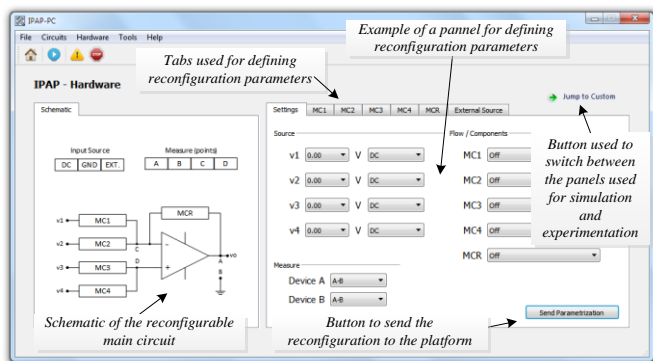 IPAP-PC
File Circuits Hardware Tools Help
Example of a pannel for defining
reconfiguration parameters
Tabs used for defining
reconfiguration parameters
IPAP - Hardware
Jump to Custom
Schematic
Settings MC1 MC2 MC3 MC4 MCR External Source
Input Source
DC GND EXT.
Measure (points)
A B C D
Source
v1 0.00 V DC
v2 0.00 V DC
v3 0.00 V DC
v4 0.00 V DC
Flow / Components
MC1 Off
MC2 Off
MC3 Off
MC4 Off
MCR Off
Button used to
switch between
the panels used
for simulation
and
experimentation
MCR
v1 MC1
v2 MC2
C -
v3 MC3
D +
v4 MC4
A vo
B
Measure
Device A A-B
Device B A-B
Schematic of the reconfigurable
main circuit
Button to send the
reconfiguration to the platform
Send Parametrization